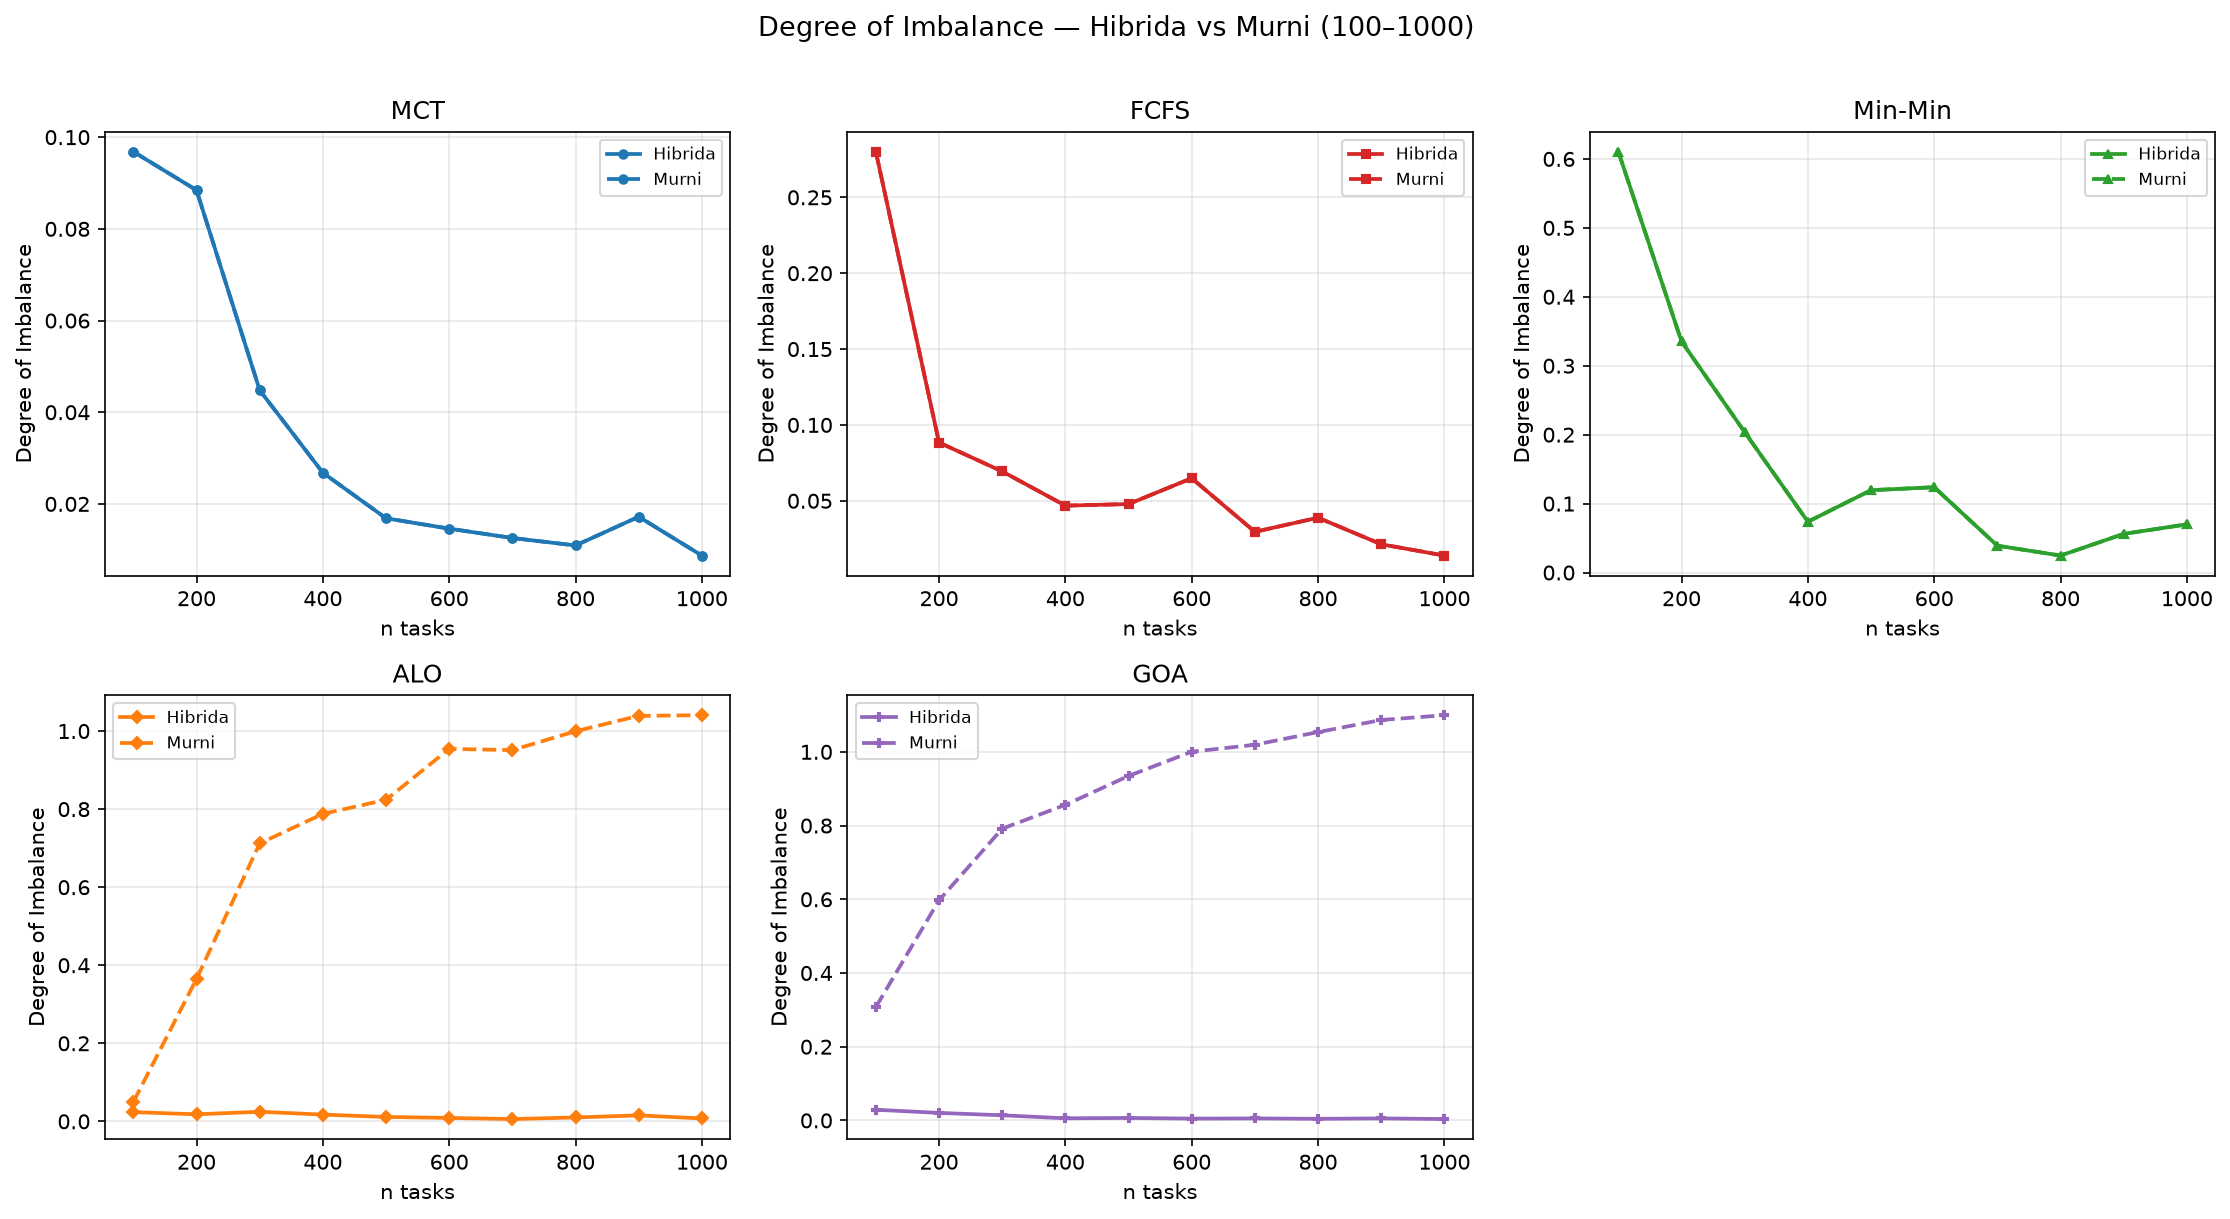 Degree of Imbalance — Hibrida vs Murni (100–1000)
MCT
0.10
0.08
0.06
0.04
0.02
Degree of Imbalance
200 400 600 800 1000
n tasks
Hibrida
Murni
FCFS
0.25
0.20
0.15
0.10
0.05
Degree of Imbalance
200 400 600 800 1000
n tasks
Hibrida
Murni
Min-Min
0.6
0.5
0.4
0.3
0.2
0.1
0.0
Degree of Imbalance
200 400 600 800 1000
n tasks
Hibrida
Murni
ALO
1.0
0.8
0.6
0.4
0.2
0.0
Degree of Imbalance
200 400 600 800 1000
n tasks
Hibrida
Murni
GOA
1.0
0.8
0.6
0.4
0.2
0.0
Degree of Imbalance
200 400 600 800 1000
n tasks
Hibrida
Murni